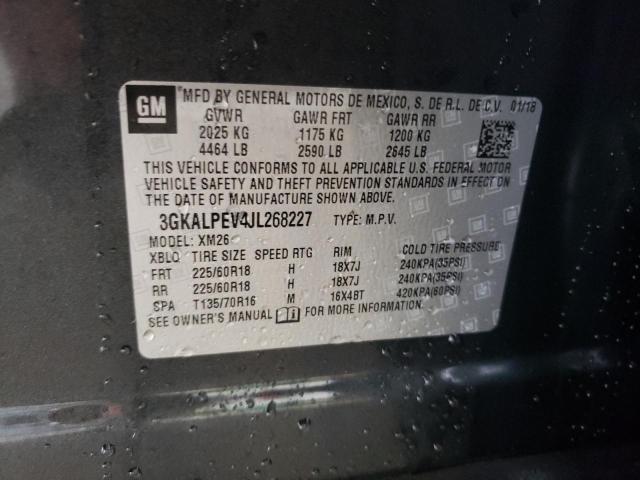 GM
*MFD BY GENERAL MOTORS DE MEXICO, S. DE R.L. DE C.V. 01/18
GVWR GAWR FRT GAWR RR
2025 KG 1175 KG 1200 KG
4464 LB 2590 LB 2645 LB
THIS VEHICLE CONFORMS TO ALL APPLICABLE U.S. FEDERAL MOTOR
VEHICLE SAFETY AND THEFT PREVENTION STANDARDS IN EFFECT ON
THE DATE OF MANUFACTURE SHOWN ABOVE.
3GKALPEV4JL268227 TYPE: M.P.V.
MODEL: XM26
XBLQ TIRE SIZE SPEED RTG RIM COLD TIRE PRESSURE
FRT 225/60R18 H 18X7J 240KPA(35PSI)
RR 225/60R18 H 18X7J 240KPA(35PSI)
SPA T135/70R16 M 16X4BT 420KPA(60PSI)
SEE OWNER'S MANUAL FOR MORE INFORMATION.